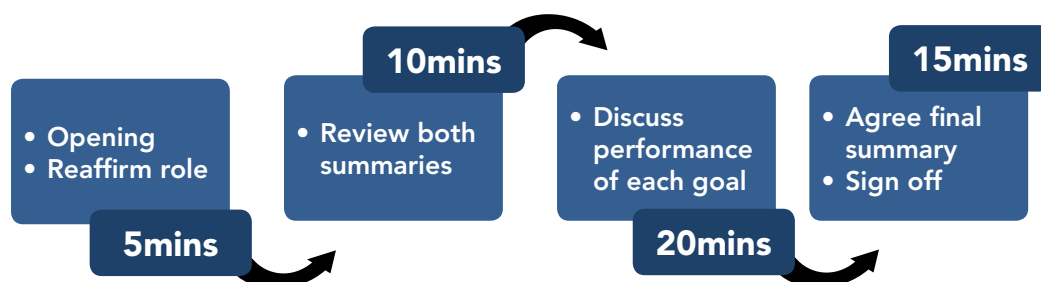 • Opening
• Reaffirm role
5mins
• Review both
summaries
10mins
• Discuss
performance
of each goal
20mins
• Agree final
summary
• Sign off
15mins